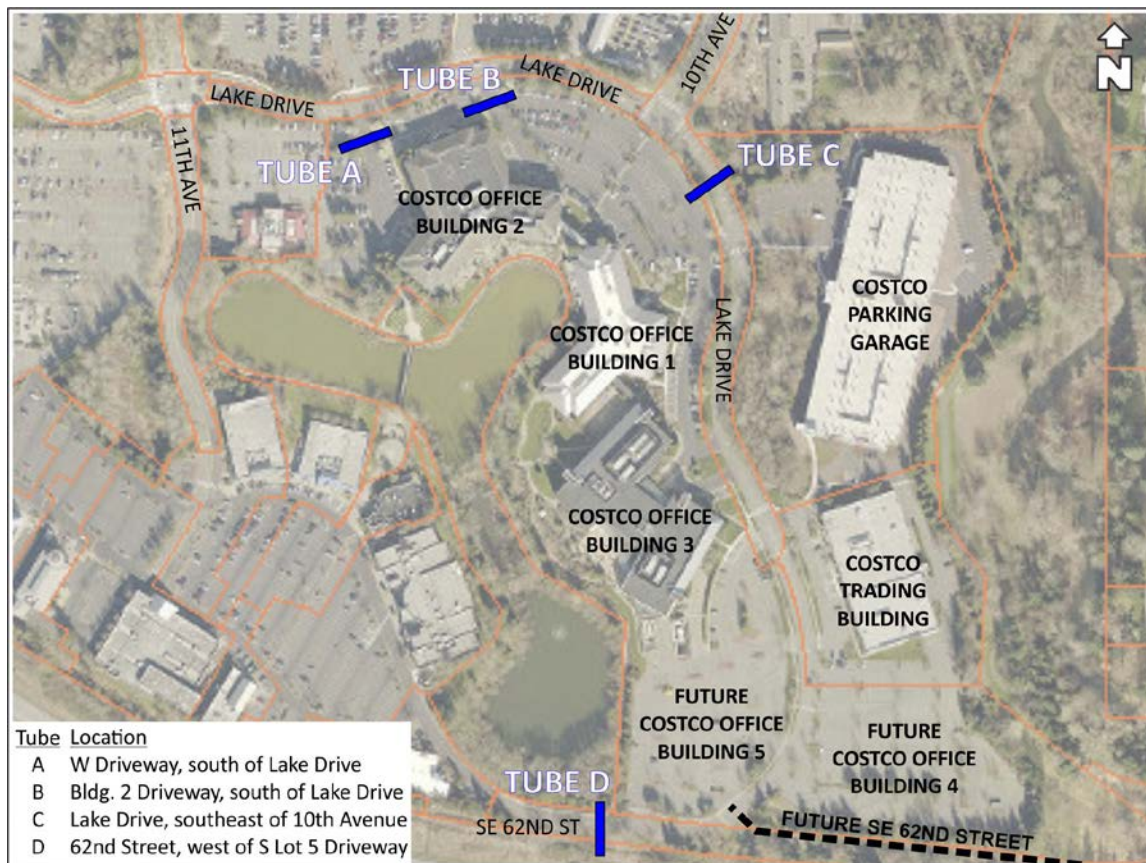 LAKE DRIVE
TUBE B
LAKE DRIVE
10TH AVE
N
11TH AVE
TUBE A
TUBE C
COSTCO OFFICE
BUILDING 2
COSTCO OFFICE
BUILDING 1
COSTCO
PARKING
GARAGE
LAKE DRIVE
COSTCO OFFICE
BUILDING 3
COSTCO
TRADING
BUILDING
FUTURE
COSTCO OFFICE
BUILDING 5
FUTURE
COSTCO OFFICE
BUILDING 4
TUBE D
SE 62ND ST
FUTURE SE 62ND STREET
Tube Location
A W Driveway, south of Lake Drive
B Bldg. 2 Driveway, south of Lake Drive
C Lake Drive, southeast of 10th Avenue
D 62nd Street, west of S Lot 5 Driveway